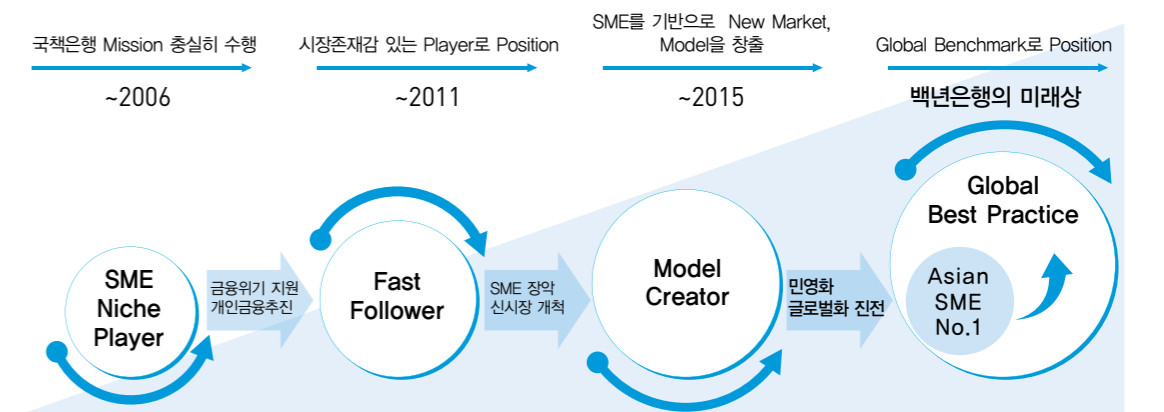 국책은행 Mission 충실히 수행
시장존재감 있는 Player로 Position
SME를 기반으로 New Market,
Model을 창출
Global Benchmark로 Position
~2006
~2011
~2015
백년은행의 미래상
SME
Niche
Player
금융위기 지원
개인금융추진
Fast
Follower
SME 장악
신시장 개척
Model
Creator
민영화
글로벌화 진전
Global
Best Practice
Asian
SME
No.1